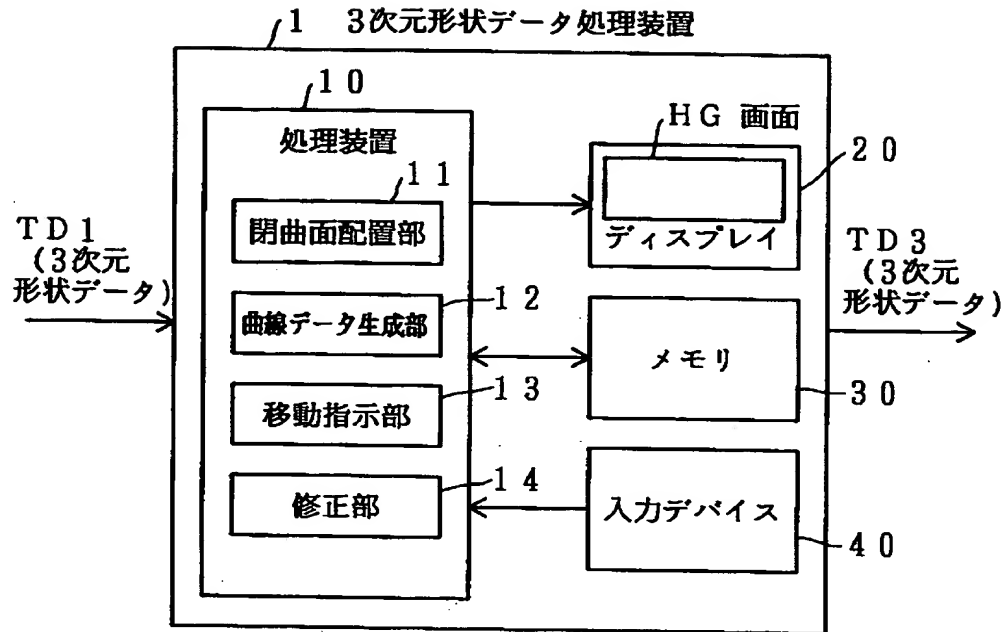 1 3次元形状データ処理装置
10
処理装置
11
閉曲面配置部
12
曲線データ生成部
13
移動指示部
14
修正部
HG 画面
20
ディスプレイ
メモリ
30
入力デバイス
40
TD1
(3次元
形状データ)
TD3
(3次元
形状データ)